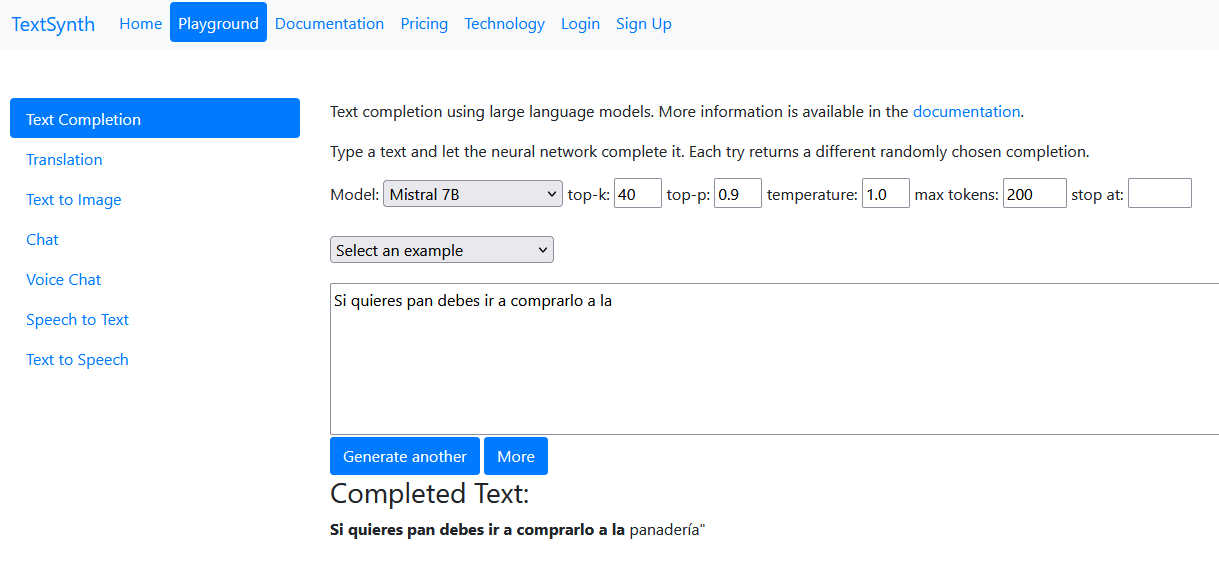 TextSynth Home Playground Documentation Pricing Technology Login Sign Up
Text Completion
Translation
Text to Image
Chat
Voice Chat
Speech to Text
Text to Speech
Text completion using large language models. More information is available in the documentation.
Type a text and let the neural network complete it. Each try returns a different randomly chosen completion.
Model: Mistral 7B top-k: 40 top-p: 0.9 temperature: 1.0 max tokens: 200 stop at:
Select an example
Si quieres pan debes ir a comprarlo a la
Generate another More
Completed Text:
Si quieres pan debes ir a comprarlo a la panadería"